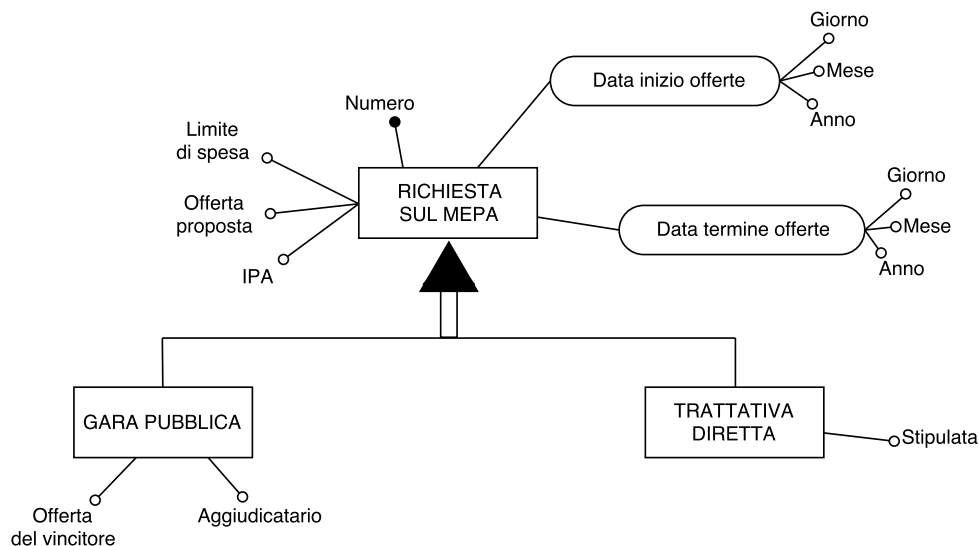 Giorno
Data inizio offerte
Mese
Anno
Numero
Limite
di spesa
Offerta
proposta
IPA
RICHIESTA
SUL MEPA
Giorno
Data termine offerte
Mese
Anno
GARA PUBBLICA
TRATTATIVA
DIRETTA
Stipulata
Offerta
del vincitore
Aggiudicatario